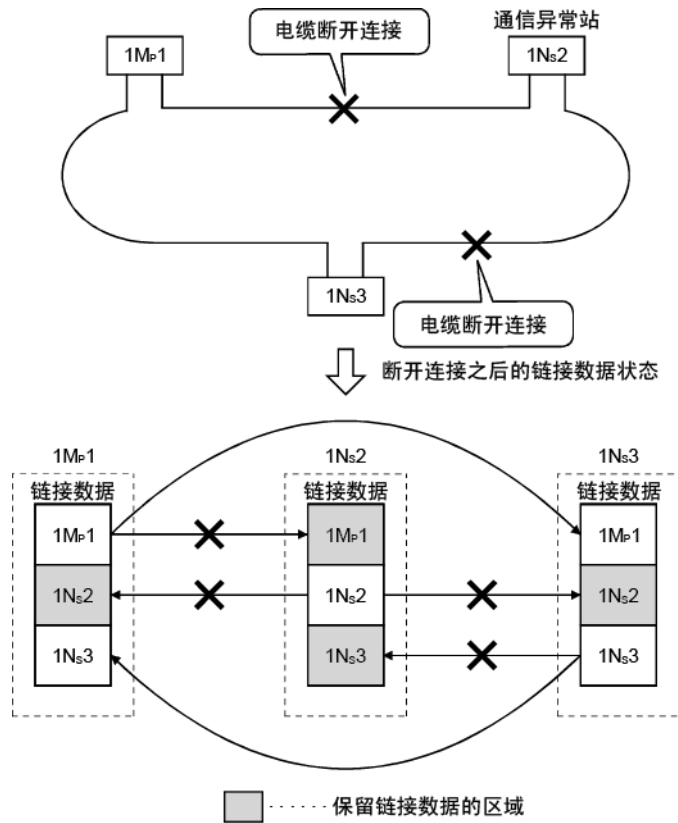 电缆断开连接
通信异常站
1MP1
1NS2
1NS3
电缆断开连接
断开连接之后的链接数据状态
1MP1
1NS2
1NS3
链接数据
链接数据
链接数据
1MP1
1MP1
1MP1
1NS2
1NS2
1NS2
1NS3
1NS3
1NS3
······保留链接数据的区域